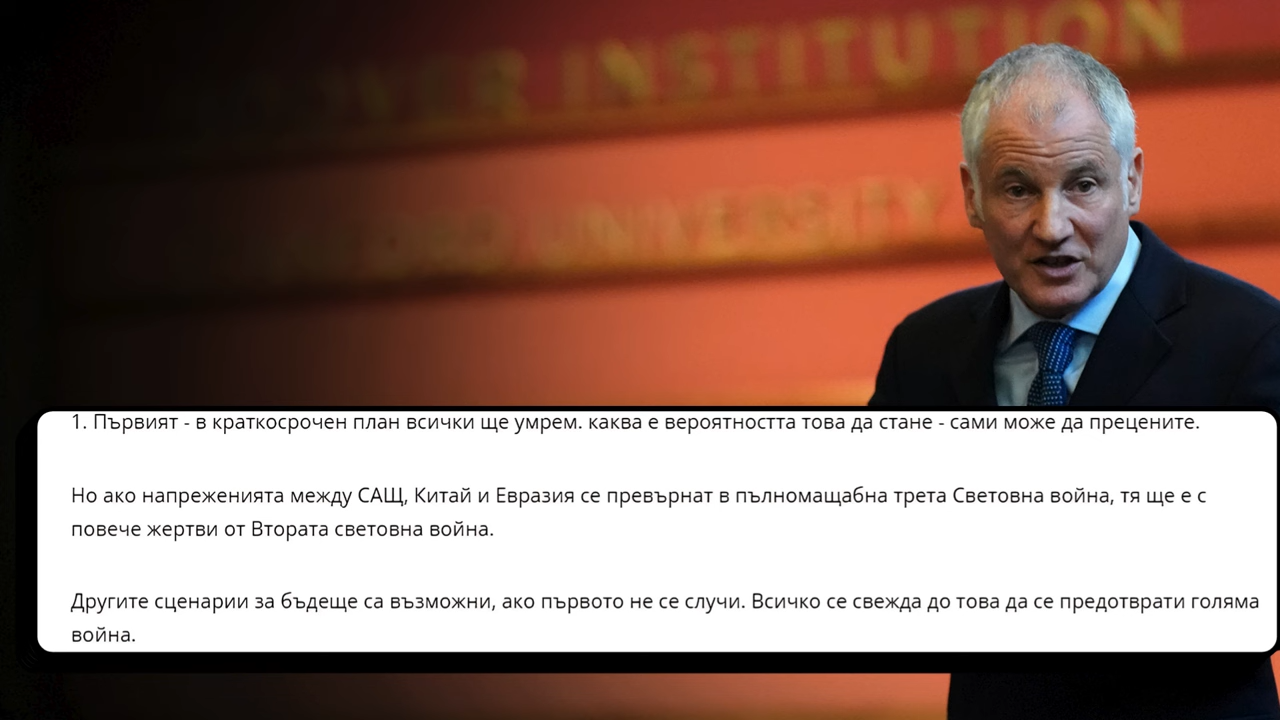 INSTITUTION
UNIVERSITY
1. Първият - в краткосрочен план всички ще умрем. каква е вероятността това да стане - сами може да прецените.
Но ако напреженията между САЩ, Китай и Евразия се превърнат в пълномащабна трета Световна война, тя ще е с
повече жертви от Втората световна война.
Другите сценарии за бъдеще са възможни, ако първото не се случи. Всичко се свежда до това да се предотврати голяма
война.